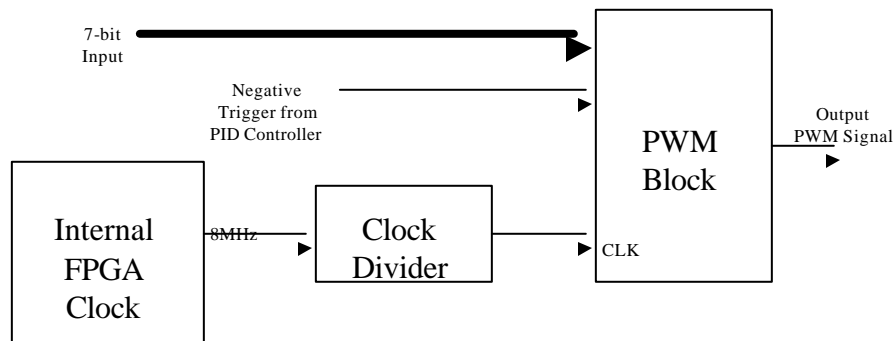 7-bit
Input
Negative
Trigger from
PID Controller
PWM
Block
Output
PWM Signal
Internal
FPGA
Clock
8MHz
Clock
Divider
CLK